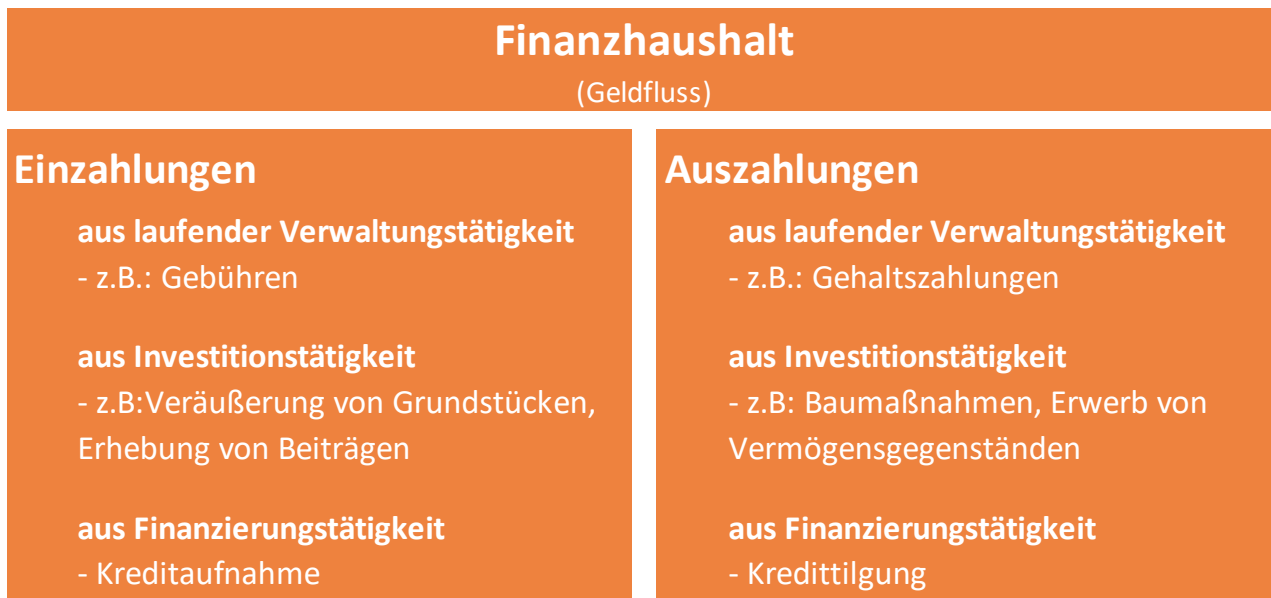 Finanzhaushalt
(Geldfluss)
Einzahlungen
aus laufender Verwaltungstätigkeit
- z.B.: Gebühren
aus Investitionstätigkeit
- z.B:Veräußerung von Grundstücken,
Erhebung von Beiträgen
aus Finanzierungstätigkeit
- Kreditaufnahme
Auszahlungen
aus laufender Verwaltungstätigkeit
- z.B.: Gehaltszahlungen
aus Investitionstätigkeit
- z.B: Baumaßnahmen, Erwerb von
Vermögensgegenständen
aus Finanzierungstätigkeit
- Kredittilgung